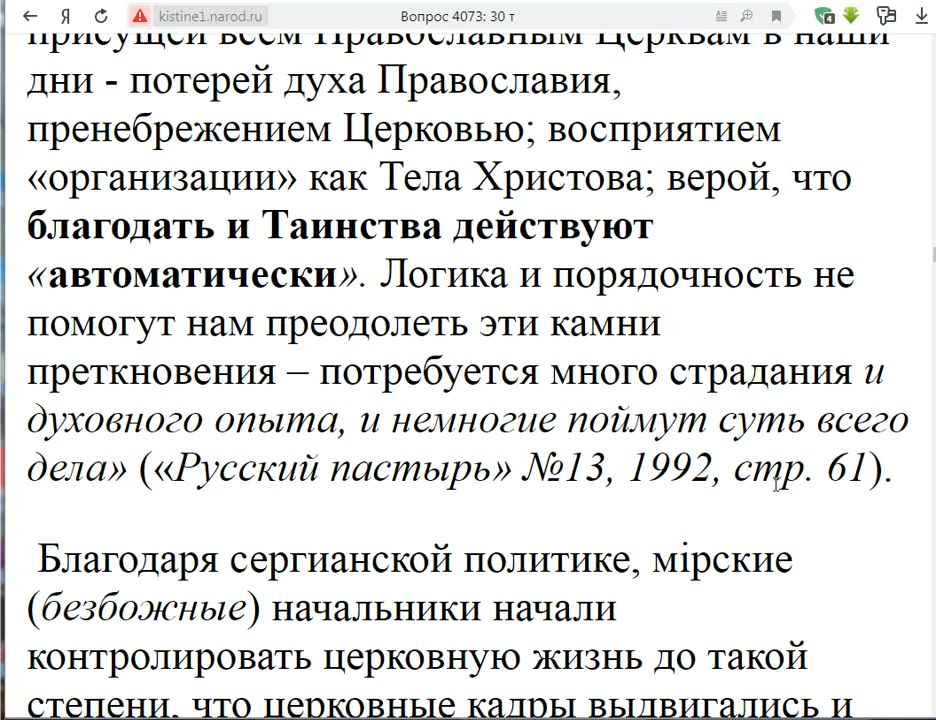 kistine1.narod.ru Вопрос 4073: 30 т
присущей всем Православным Церквам в наши
дни - потерей духа Православия,
пренебрежением Церковью; восприятием
«организации» как Тела Христова; верой, что
благодать и Таинства действуют
«автоматически». Логика и порядочность не
помогут нам преодолеть эти камни
преткновения – потребуется много страдания и
духовного опыта, и немногие поймут суть всего
дела» («Русский пастырь» №13, 1992, стр. 61).
Благодаря сергианской политике, мірские
(безбожные) начальники начали
контролировать церковную жизнь до такой
степени, что церковные кадры выдвигались и